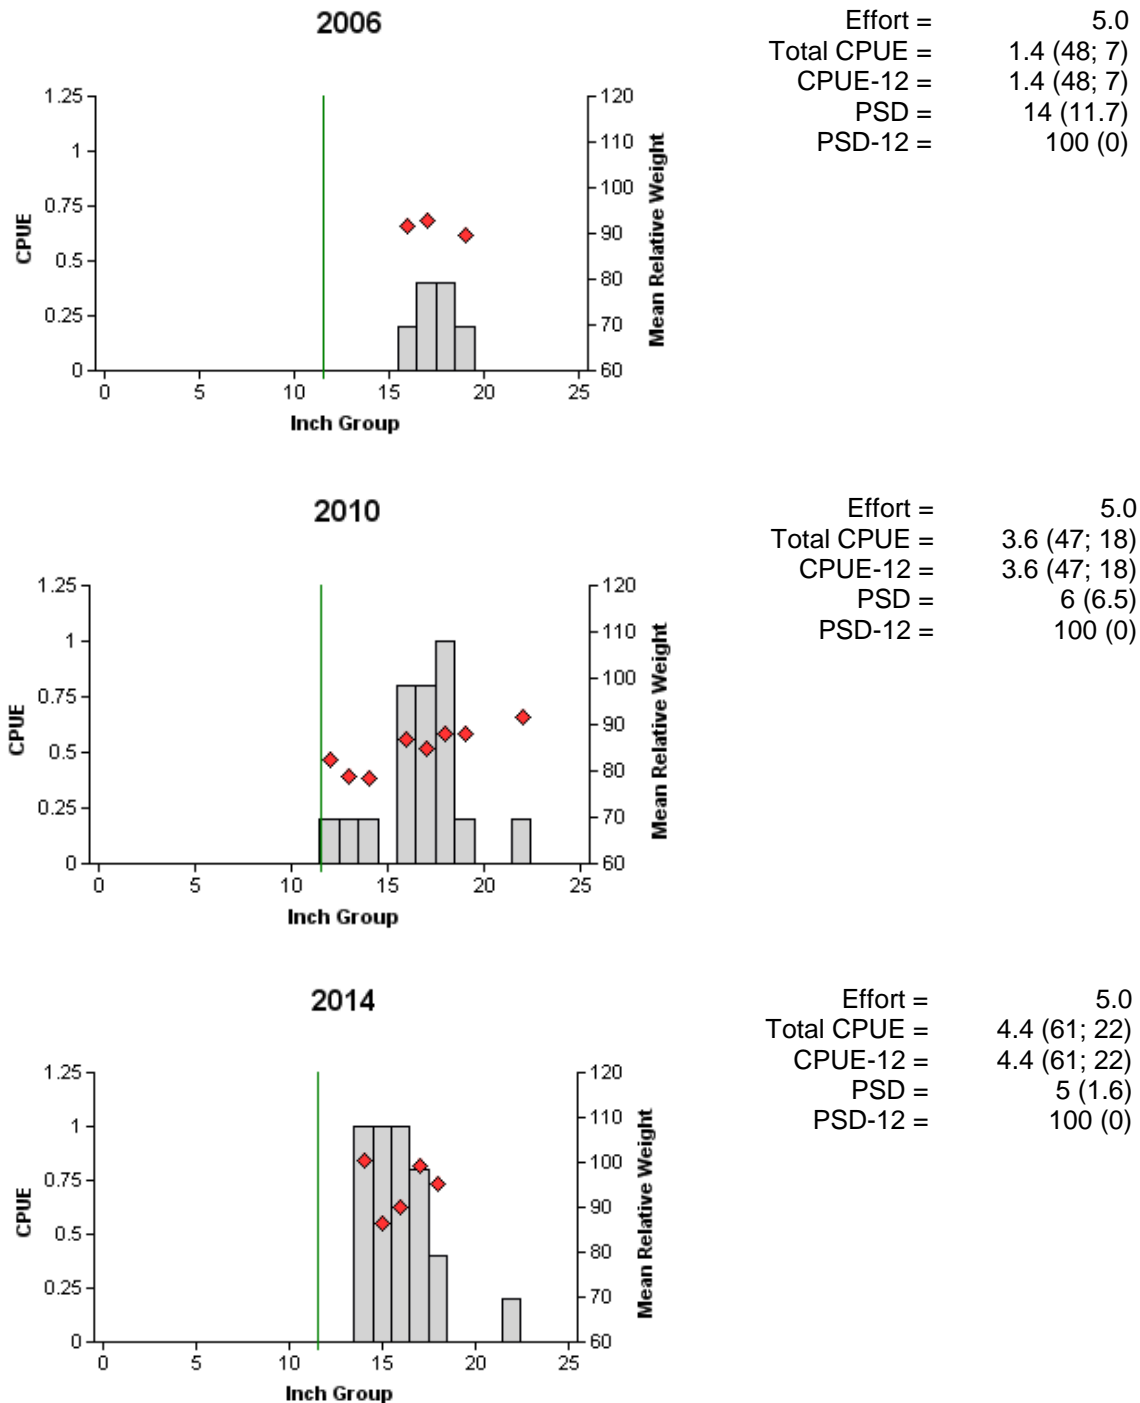 2006
Effort = 5.0
Total CPUE = 1.4 (48; 7)
CPUE-12 = 1.4 (48; 7)
PSD = 14 (11.7)
PSD-12 = 100 (0)
1.25
1
0.75
0.5
0.25
0
CPUE
120
110
100
90
80
70
60
Mean Relative Weight
0 5 10 15 20 25
Inch Group
2010
Effort = 5.0
Total CPUE = 3.6 (47; 18)
CPUE-12 = 3.6 (47; 18)
PSD = 6 (6.5)
PSD-12 = 100 (0)
1.25
1
0.75
0.5
0.25
0
CPUE
120
110
100
90
80
70
60
Mean Relative Weight
0 5 10 15 20 25
Inch Group
2014
Effort = 5.0
Total CPUE = 4.4 (61; 22)
CPUE-12 = 4.4 (61; 22)
PSD = 5 (1.6)
PSD-12 = 100 (0)
1.25
1
0.75
0.5
0.25
0
CPUE
120
110
100
90
80
70
60
Mean Relative Weight
0 5 10 15 20 25
Inch Group